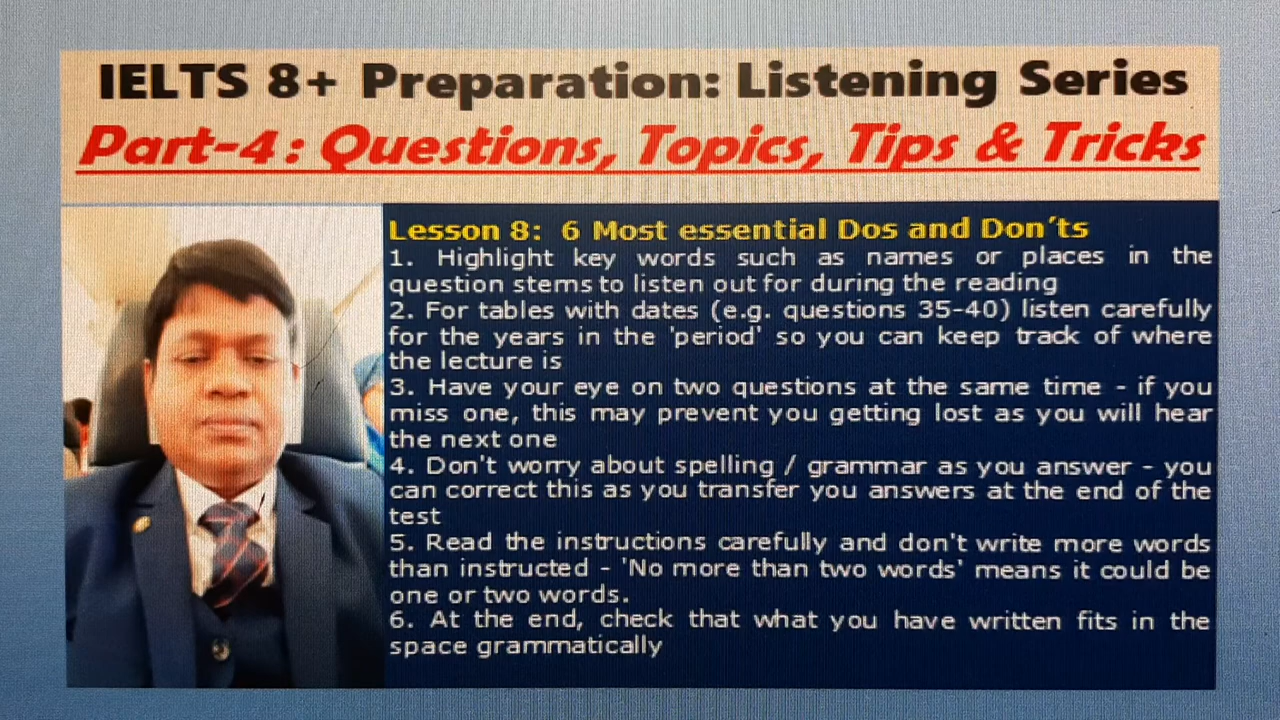 IELTS 8+ Preparation: Listening Series
Part-4: Questions, Topics, Tips & Tricks
Lesson 8: 6 Most essential Dos and Don'ts
1. Highlight key words such as names or places in the
question stems to listen out for during the reading
2. For tables with dates (e.g. questions 35-40) listen carefully
for the years in the 'period' so you can keep track of where
the lecture is
3. Have your eye on two questions at the same time - if you
miss one, this may prevent you getting lost as you will hear
the next one
4. Don't worry about spelling / grammar as you answer - you
can correct this as you transfer you answers at the end of the
test
5. Read the instructions carefully and don't write more words
than instructed - 'No more than two words' means it could be
one or two words.
6. At the end, check that what you have written fits in the
space grammatically